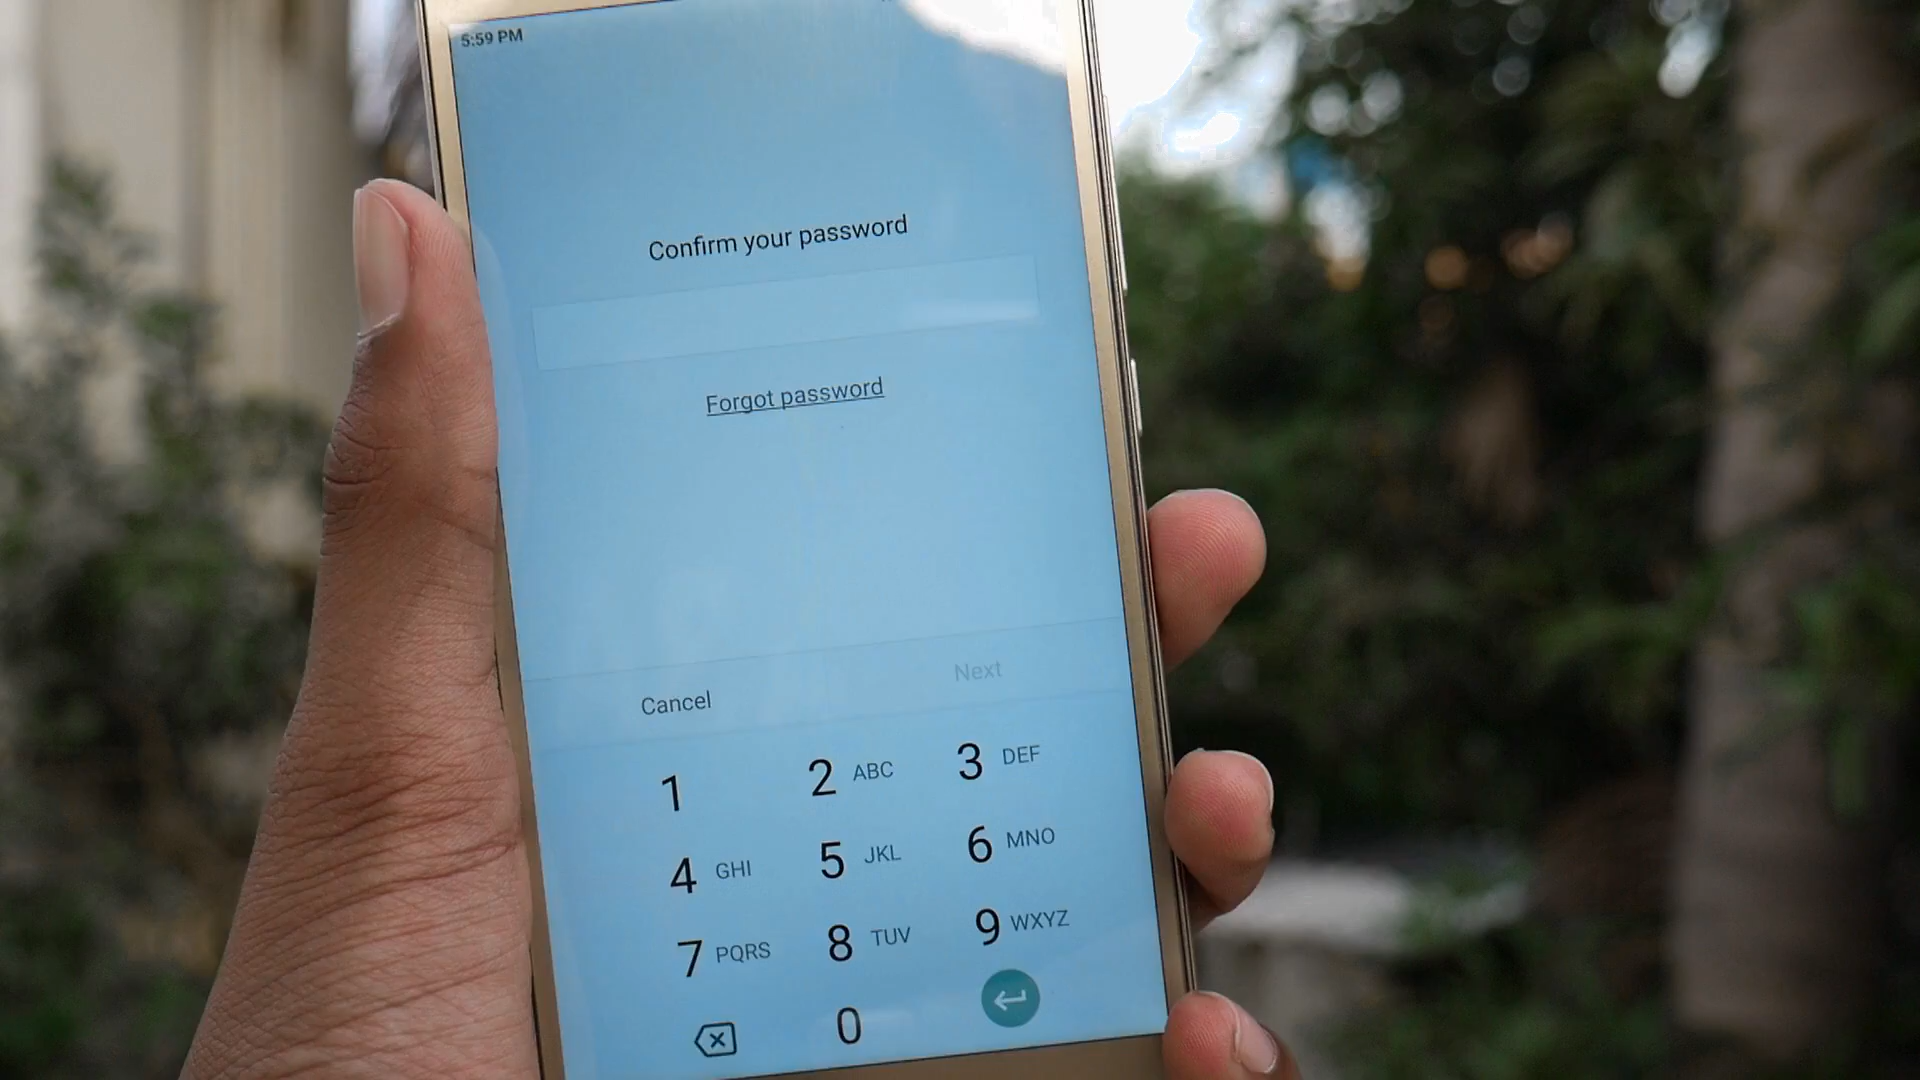 5:59 PM
Confirm your password
Forgot password
Cancel Next
1 2 ABC 3 DEF
4 GHI 5 JKL 6 MNO
7 PQRS 8 TUV 9 WXYZ
0